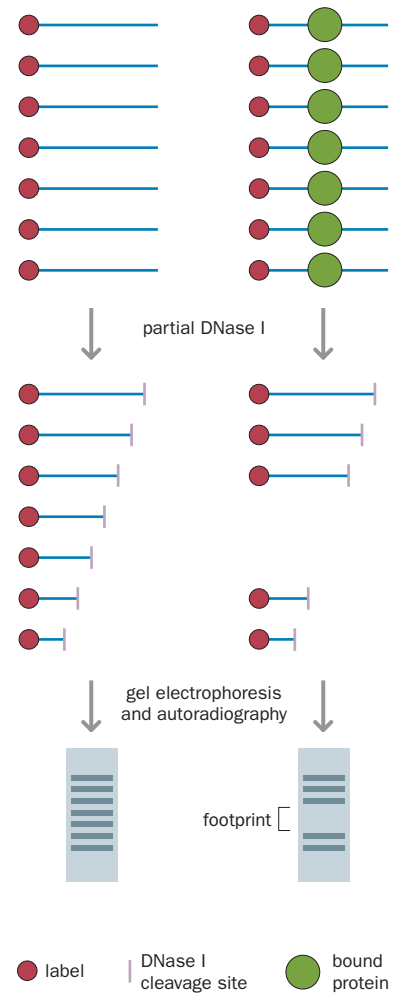 partial DNase I
gel electrophoresis
and autoradiography
footprint
label
DNase I
cleavage site
bound
protein